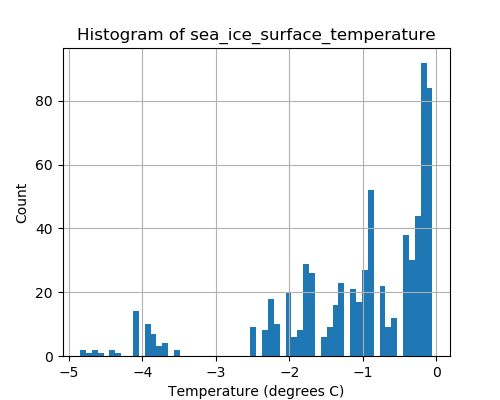 Histogram of sea_ice_surface_temperature
Count
80
60
40
20
0
−5 −4 −3 −2 −1 0
Temperature (degrees C)